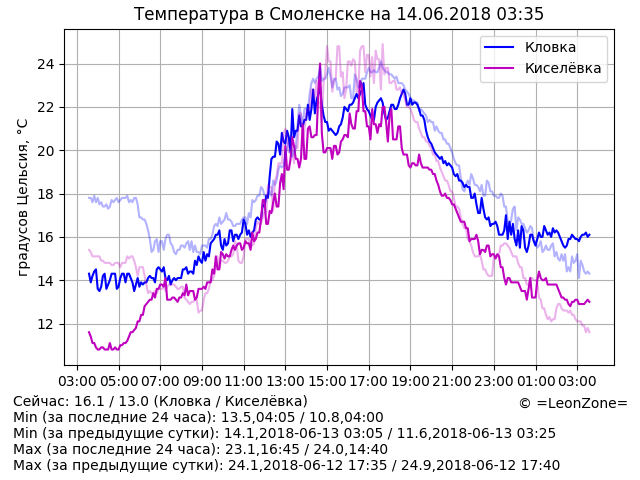 Температура в Смоленске на 14.06.2018 03:35
градусов Цельсия, °C
24
22
20
18
16
14
12
Кловка
Киселёвка
03:00 05:00 07:00 09:00 11:00 13:00 15:00 17:00 19:00 21:00 23:00 01:00 03:00
Сейчас: 16.1 / 13.0 (Кловка / Киселёвка)
© =LeonZone=
Min (за последние 24 часа): 13.5,04:05 / 10.8,04:00
Min (за предыдущие сутки): 14.1,2018-06-13 03:05 / 11.6,2018-06-13 03:25
Max (за последние 24 часа): 23.1,16:45 / 24.0,14:40
Max (за предыдущие сутки): 24.1,2018-06-12 17:35 / 24.9,2018-06-12 17:40